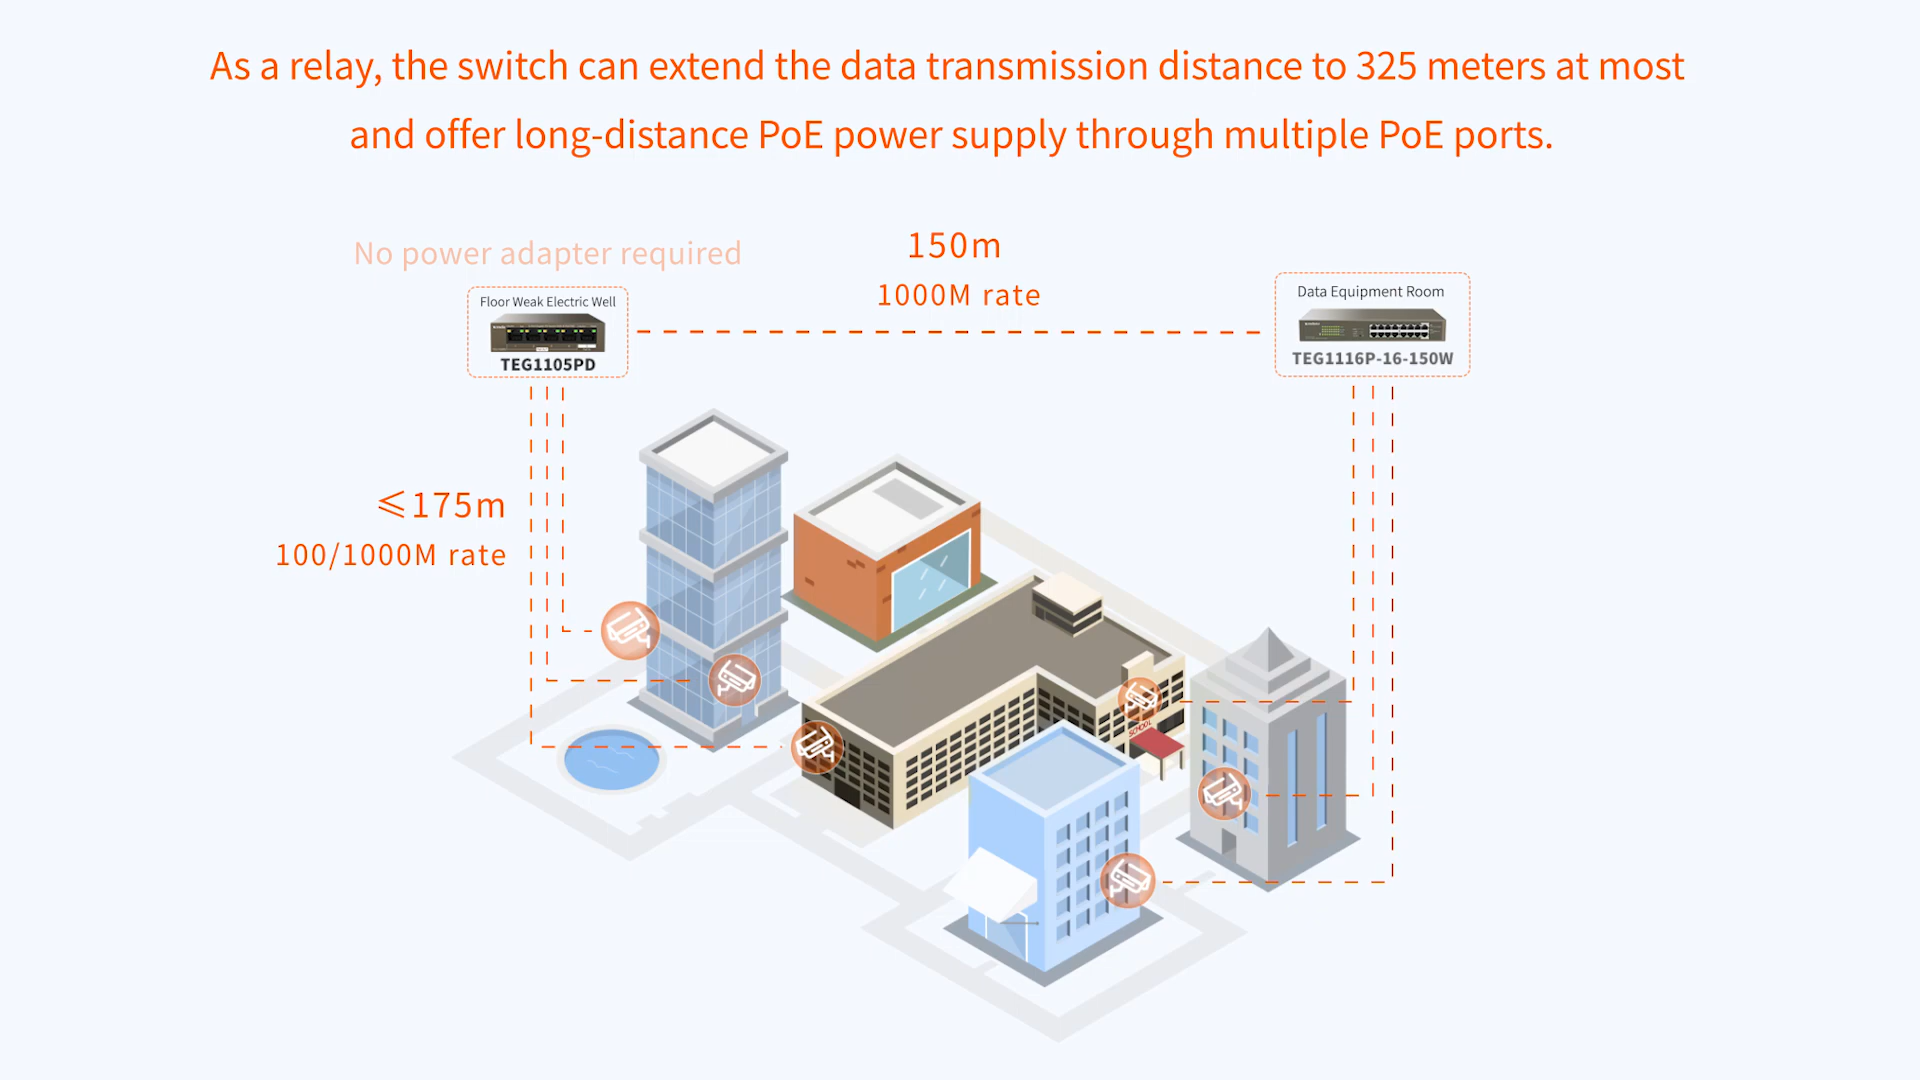 As a relay, the switch can extend the data transmission distance to 325 meters at most
and offer long-distance PoE power supply through multiple PoE ports.
No power adapter required
150m
1000M rate
Floor Weak Electric Well
TEG1105PD
Data Equipment Room
TEG1116P-16-150W
≤175m
100/1000M rate
SCHOOL